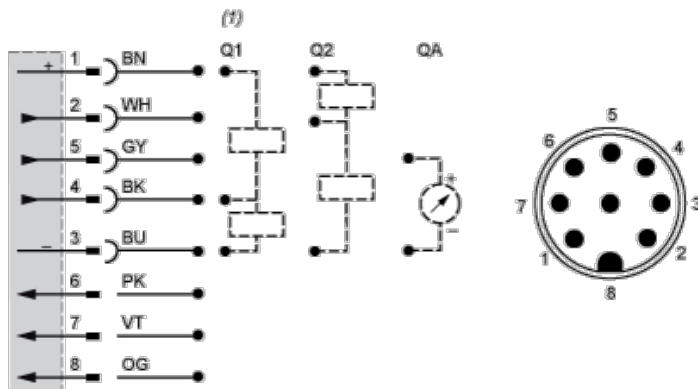 (1)
Q1 Q2 QA
+ 1 BN
2 WH
5 GY
4 BK
− 3 BU
6 PK
7 VT
8 OG
+
−
5
6 4
7 3
1 2
8